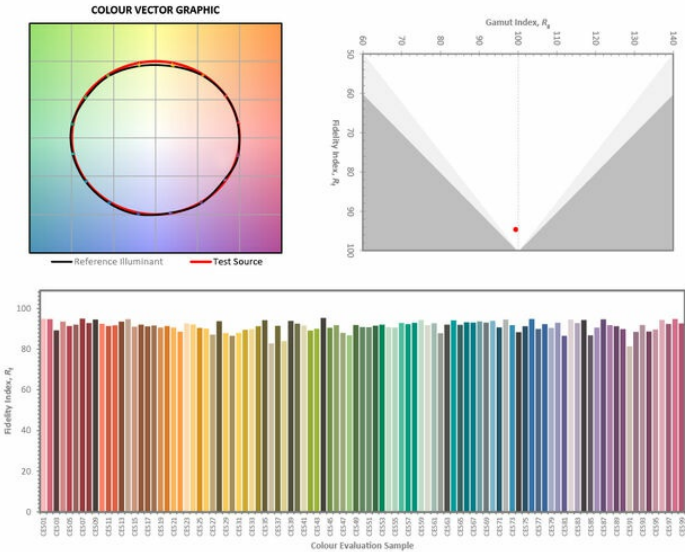 COLOUR VECTOR GRAPHIC
Reference Illuminant
Test Source
Gamut Index, Ra
60
70
80
90
100
110
120
130
140
Fidelity Index, Rf
50
60
70
80
90
100
Fidelity Index, Rf
100
80
60
40
20
0
CES01
CES03
CES05
CES07
CES09
CES11
CES13
CES15
CES17
CES19
CES21
CES23
CES25
CES27
CES29
CES31
CES33
CES35
CES37
CES39
CES41
CES43
CES45
CES47
CES49
CES51
CES53
CES55
CES57
CES59
CES61
CES63
CES65
CES67
CES69
CES71
CES73
CES75
CES77
CES79
CES81
CES83
CES85
CES87
CES89
CES91
CES93
CES95
CES97
CES99
Colour Evaluation Sample